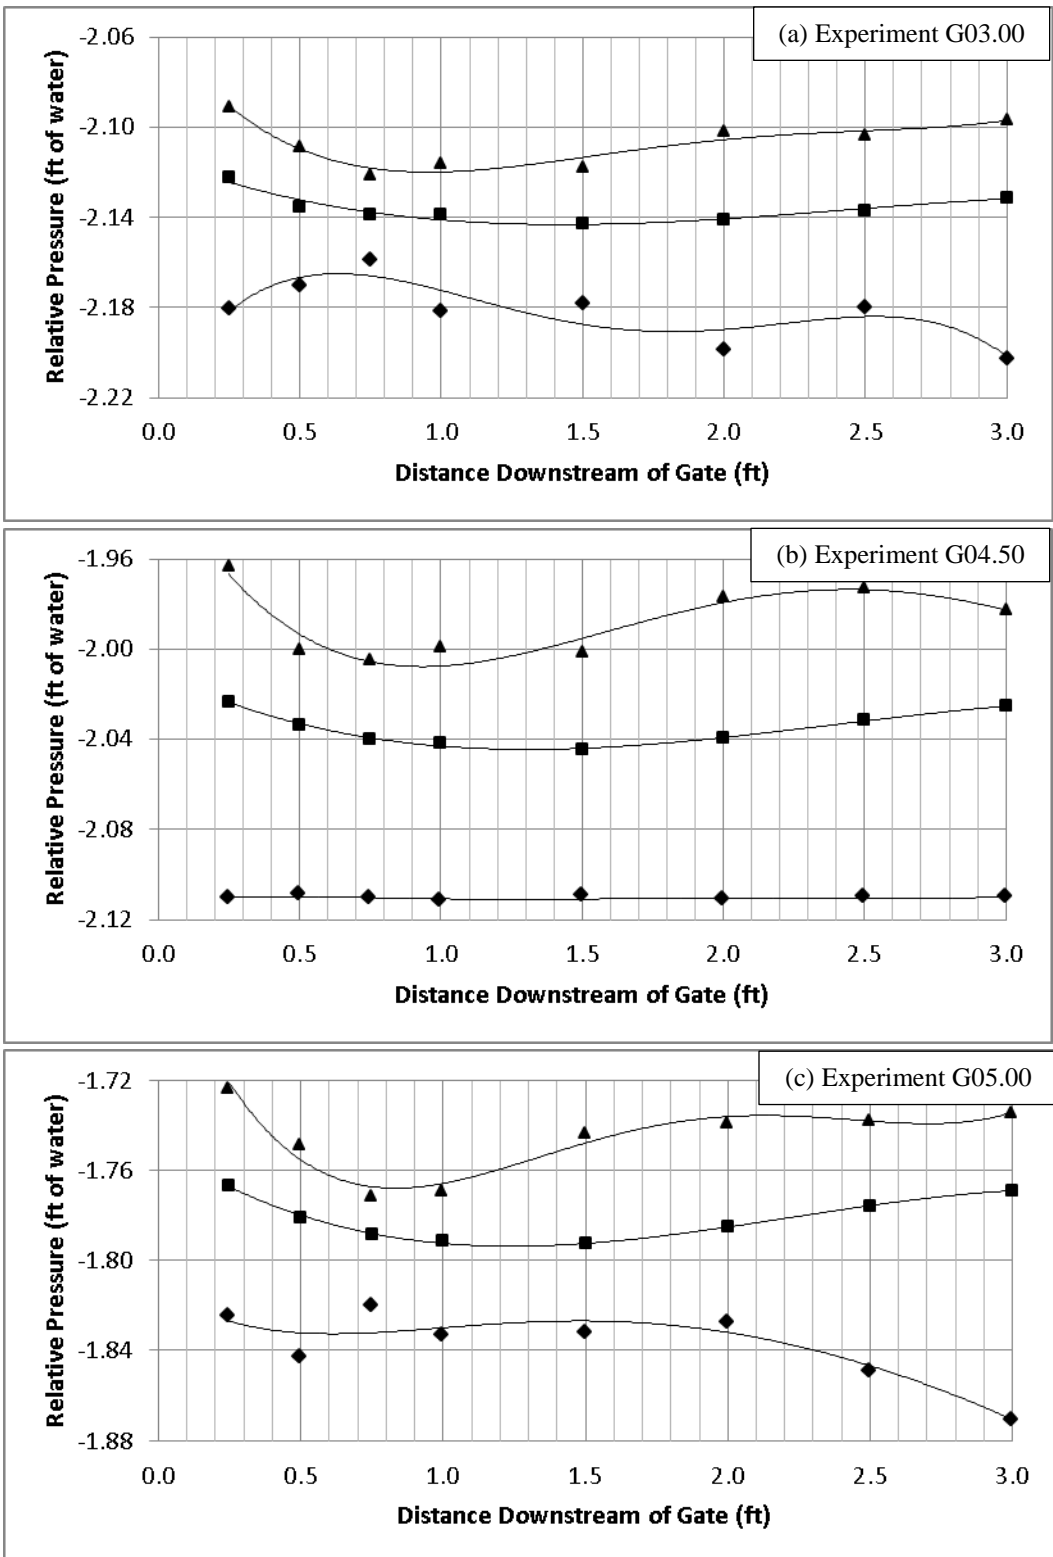 (a) Experiment G03.00
Relative Pressure (ft of water)
-2.06
-2.10
-2.14
-2.18
-2.22
0.0 0.5 1.0 1.5 2.0 2.5 3.0
Distance Downstream of Gate (ft)
(b) Experiment G04.50
Relative Pressure (ft of water)
-1.96
-2.00
-2.04
-2.08
-2.12
0.0 0.5 1.0 1.5 2.0 2.5 3.0
Distance Downstream of Gate (ft)
(c) Experiment G05.00
Relative Pressure (ft of water)
-1.72
-1.76
-1.80
-1.84
-1.88
0.0 0.5 1.0 1.5 2.0 2.5 3.0
Distance Downstream of Gate (ft)